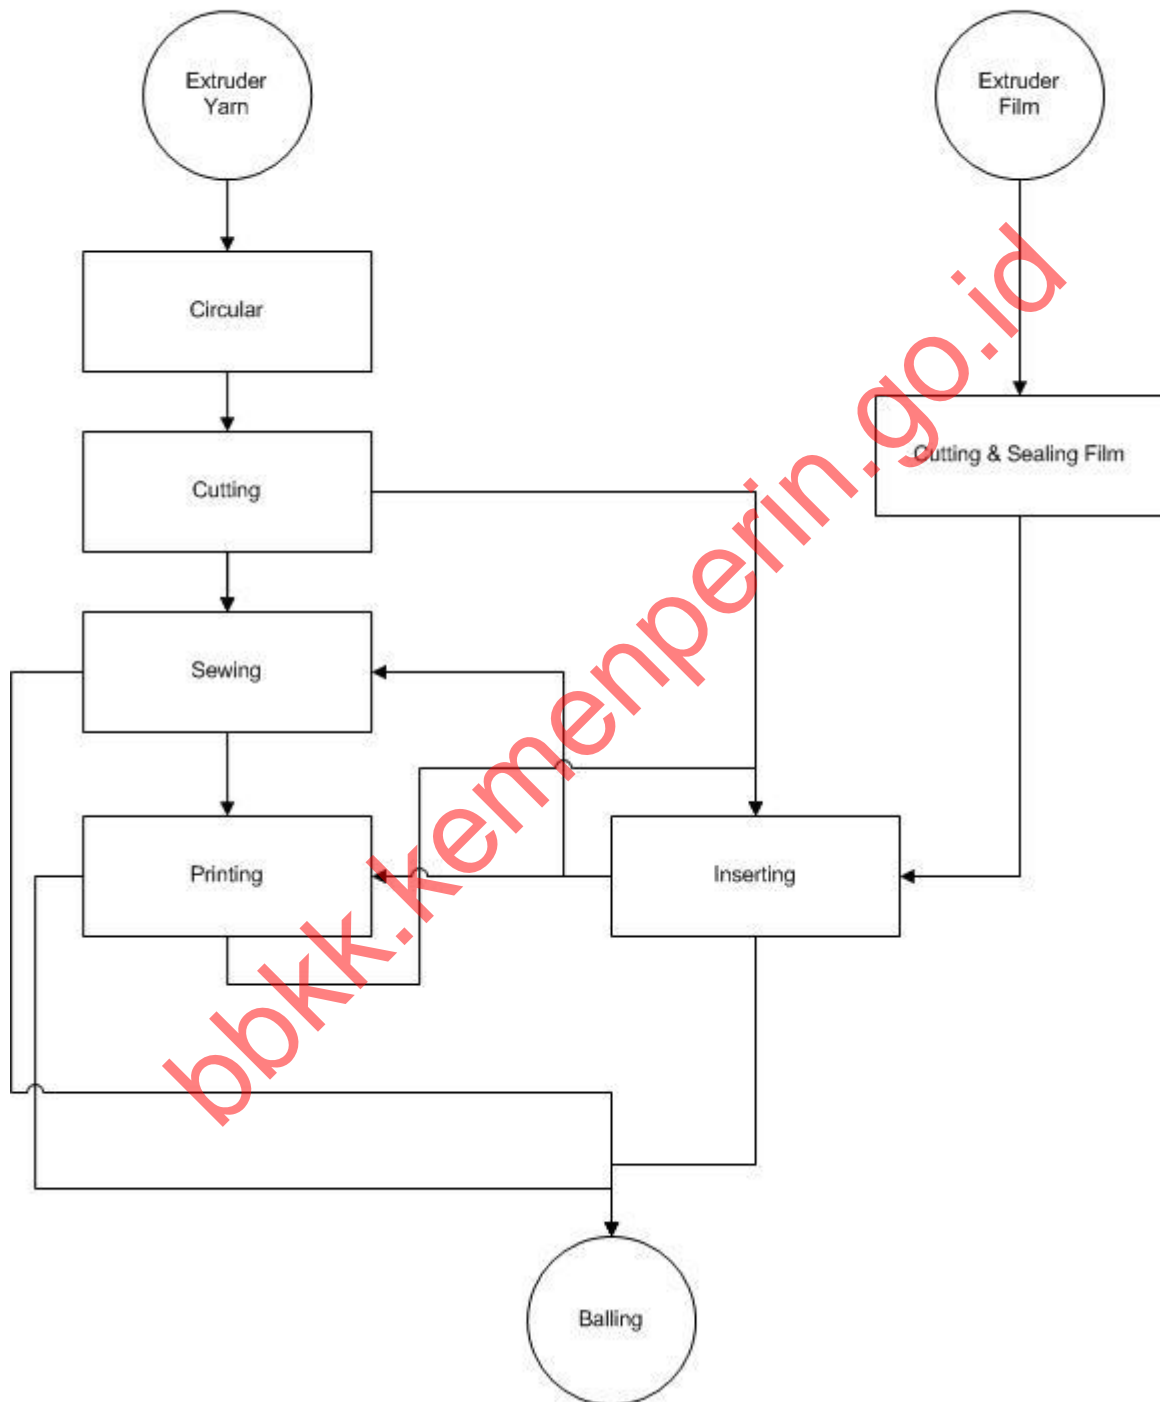 Extruder
Yarn
Extruder
Film
Circular
Cutting & Sealing Film
Cutting
Sewing
Printing
Inserting
Balling
bbkk.kemenperin.go.id